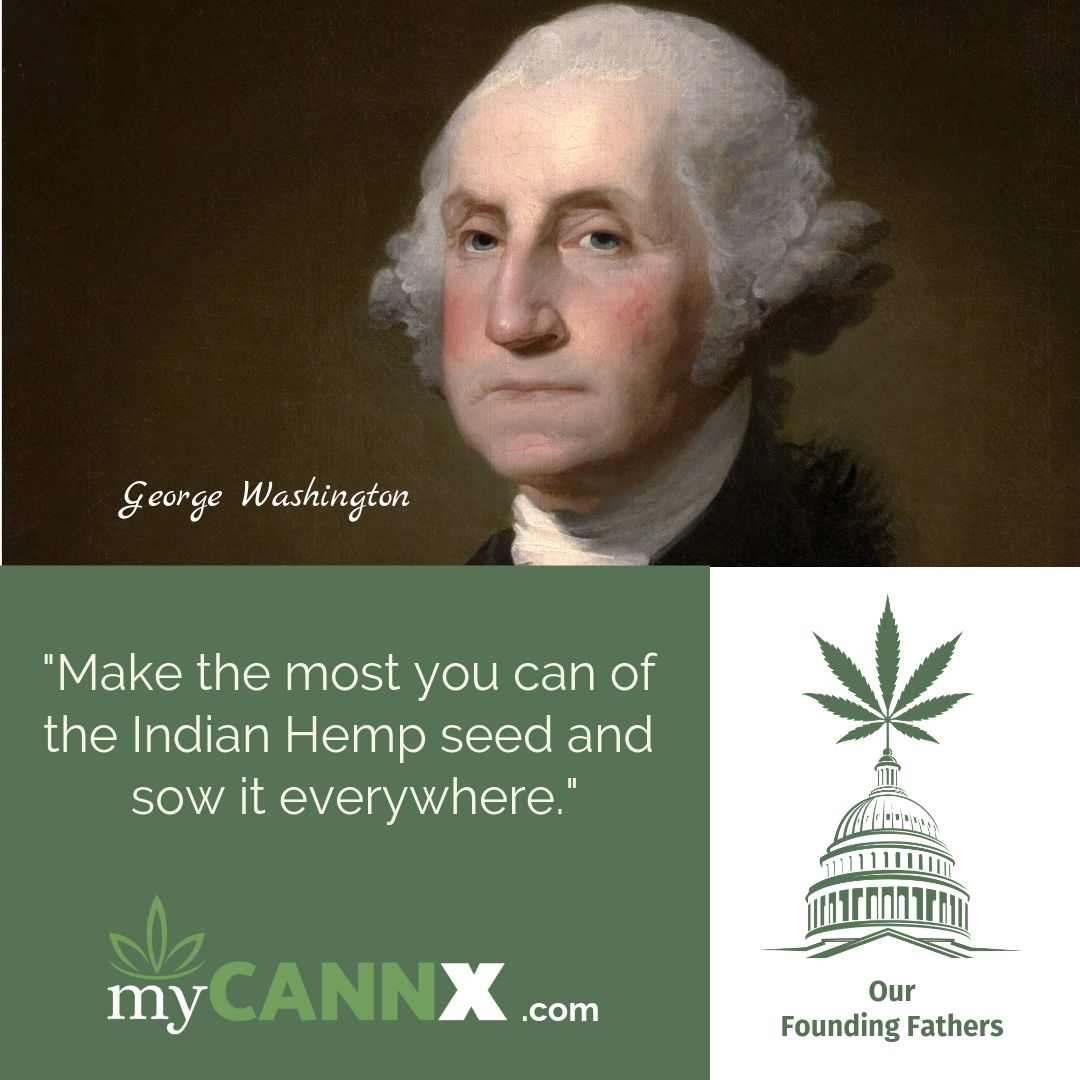 George Washington
"Make the most you can of
the Indian Hemp seed and
sow it everywhere."
myCANNX.com
Our
Founding Fathers